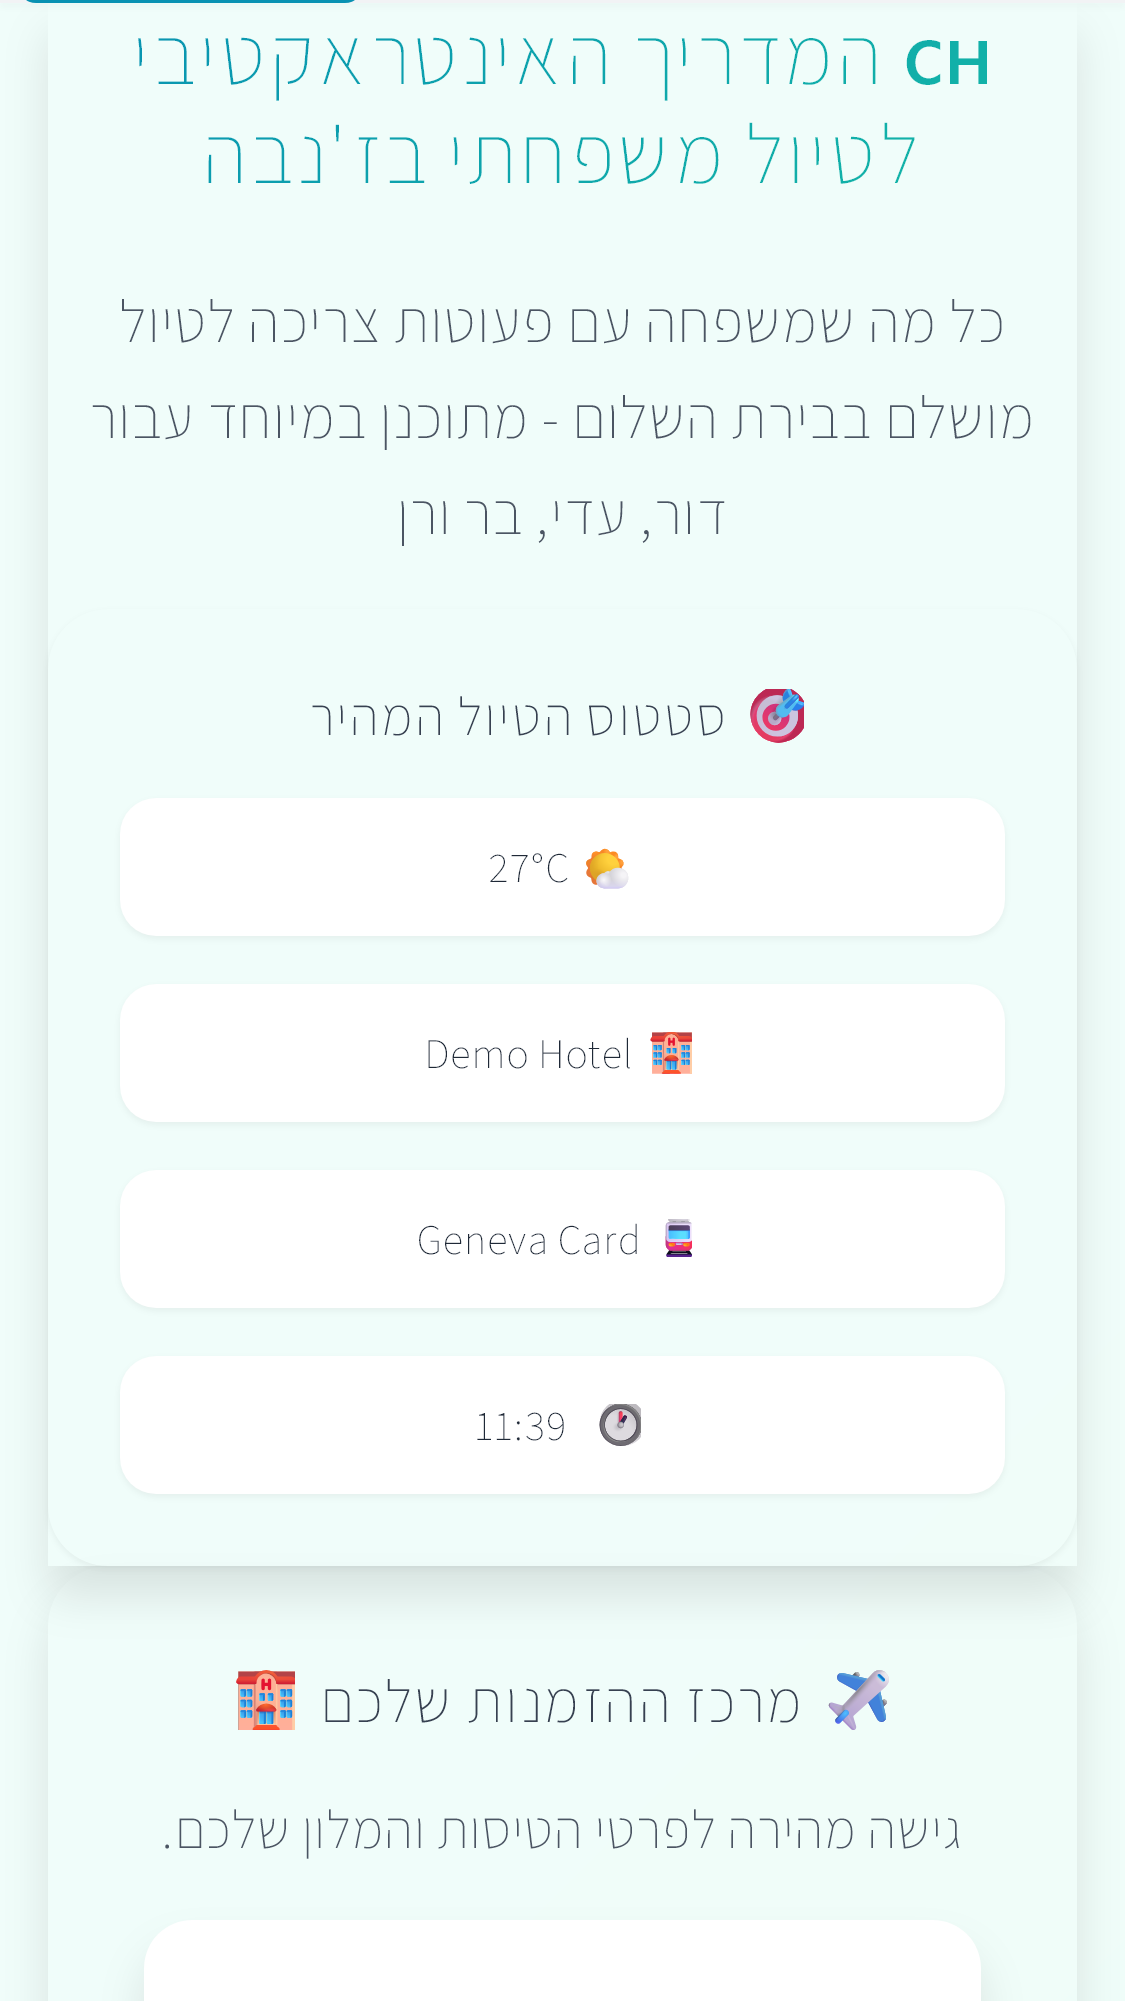 CH המדריך האינטראקטיבי
לטיול משפחתי בז'נבה
כל מה שמשפחה עם פעוטות צריכה לטיול
מושלם בבירת השלום - מתוכנן במיוחד עבור
דור, עדי, בר ורן
סטטוס הטיול המהיר
27°C
Demo Hotel
Geneva Card
11:39
מרכז ההזמנות שלכם
גישה מהירה לפרטי הטיסות והמלון שלכם.